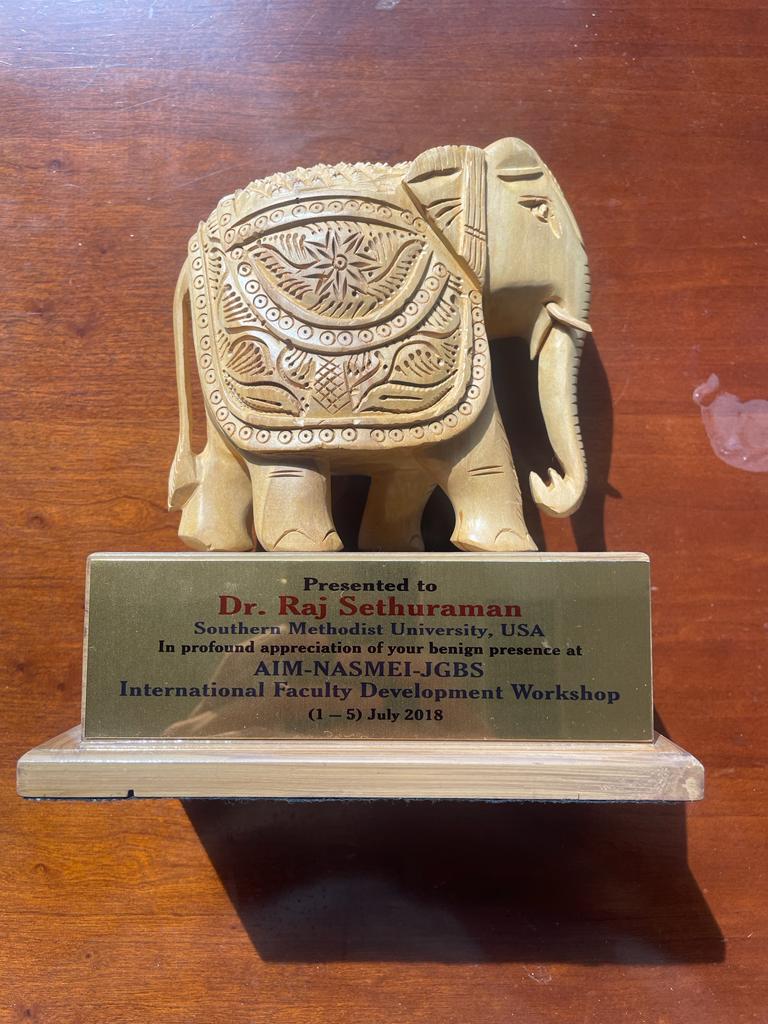 Presented to
Dr. Raj Sethuraman
Southern Methodist University, USA
In profound appreciation of your benign presence at
AIM-NASMEI-JGBS
International Faculty Development Workshop
(1 – 5) July 2018